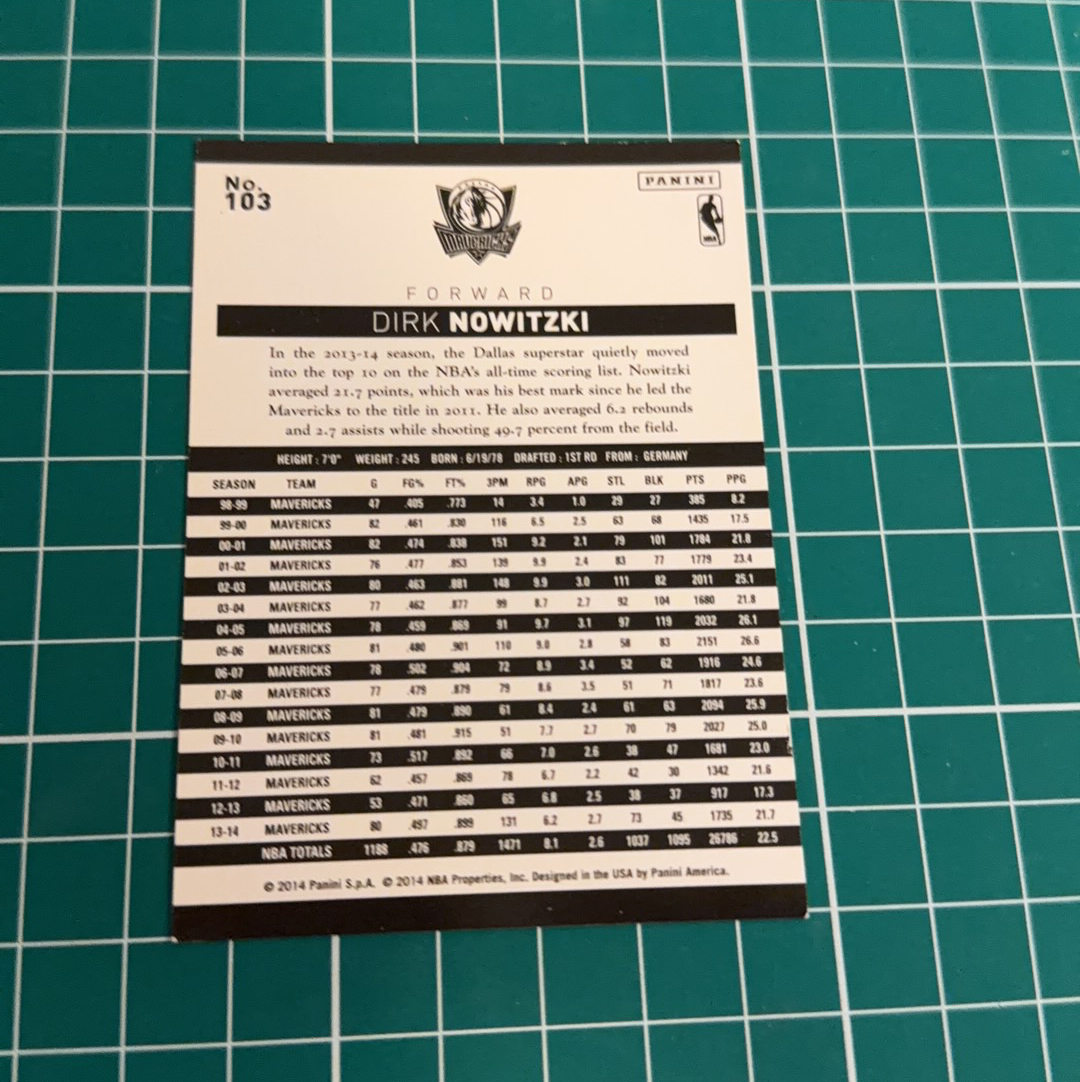 No.
103
MAVERICKS
PANINI
NBA
FORWARD
DIRK NOWITZKI
In the 2013-14 season, the Dallas superstar quietly moved
into the top 10 on the NBA's all-time scoring list. Nowitzki
averaged 21.7 points, which was his best mark since he led the
Mavericks to the title in 2011. He also averaged 6.2 rebounds
and 2.7 assists while shooting 49.7 percent from the field.
HEIGHT: 7'0" WEIGHT: 245 BORN: 6/19/78 DRAFTED: 1ST RD FROM: GERMANY
SEASON TEAM G FG% FT% 3PM RPG APG STL BLK PTS PPG
98-99 MAVERICKS 47 .405 .773 14 3.4 1.0 29 27 385 8.2
99-00 MAVERICKS 82 .461 .830 116 6.5 2.5 63 68 1435 17.5
00-01 MAVERICKS 82 .474 .838 151 9.2 2.1 79 101 1784 21.8
01-02 MAVERICKS 76 .477 .853 139 9.9 2.4 83 77 1779 23.4
02-03 MAVERICKS 80 .463 .881 148 9.9 3.0 111 82 2011 25.1
03-04 MAVERICKS 77 .462 .877 99 8.7 2.7 92 104 1680 21.8
04-05 MAVERICKS 78 .459 .869 91 9.7 3.1 97 119 2032 26.1
05-06 MAVERICKS 81 .480 .901 110 9.0 2.8 58 83 2151 26.6
06-07 MAVERICKS 78 .502 .904 72 8.9 3.4 52 62 1916 24.6
07-08 MAVERICKS 77 .479 .879 79 8.6 3.5 51 71 1817 23.6
08-09 MAVERICKS 81 .479 .890 61 8.4 2.4 61 63 2094 25.9
09-10 MAVERICKS 81 .481 .915 51 7.7 2.7 70 79 2027 25.0
10-11 MAVERICKS 73 .517 .892 66 7.0 2.6 38 47 1681 23.0
11-12 MAVERICKS 62 .457 .869 78 6.7 2.2 42 30 1342 21.6
12-13 MAVERICKS 53 .471 .860 65 6.8 2.5 38 37 917 17.3
13-14 MAVERICKS 80 .497 .899 131 6.2 2.7 73 45 1735 21.7
NBA TOTALS 1188 .476 .879 1471 8.1 2.6 1037 1095 26786 22.5
© 2014 Panini S.p.A. © 2014 NBA Properties, Inc. Designed in the USA by Panini America.